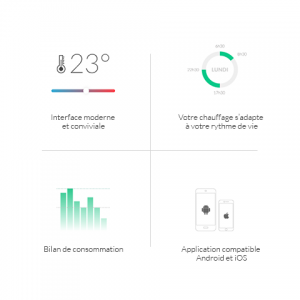 23°
Interface moderne
et conviviale
LUNDI
Votre chauffage s'adapte
à votre rythme de vie
Bilan de consommation
Application compatible
Android et iOS